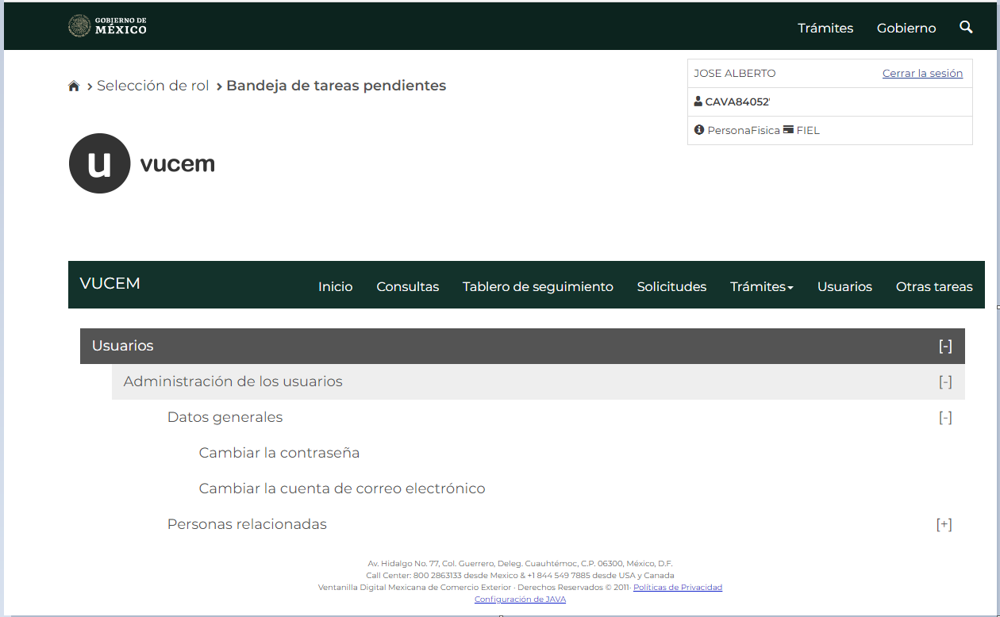 GOBIERNO DE
MÉXICO
Trámites Gobierno
Selección de rol Bandeja de tareas pendientes
JOSE ALBERTO Cerrar la sesión
CAVA84052
PersonaFisica FIEL
u vucem
VUCEM Inicio Consultas Tablero de seguimiento Solicitudes Trámites Usuarios Otras tareas
Usuarios [-]
Administración de los usuarios [-]
Datos generales [-]
Cambiar la contraseña
Cambiar la cuenta de correo electrónico
Personas relacionadas [+]
Av. Hidalgo No. 77, Col. Guerrero, Deleg. Cuauhtémoc, C.P. 06300, México, D.F.
Call Center: 800 2863133 desde Mexico & +1 844 549 7885 desde USA y Canada
Ventanilla Digital Mexicana de Comercio Exterior - Derechos Reservados © 2011- Políticas de Privacidad
Configuración de JAVA